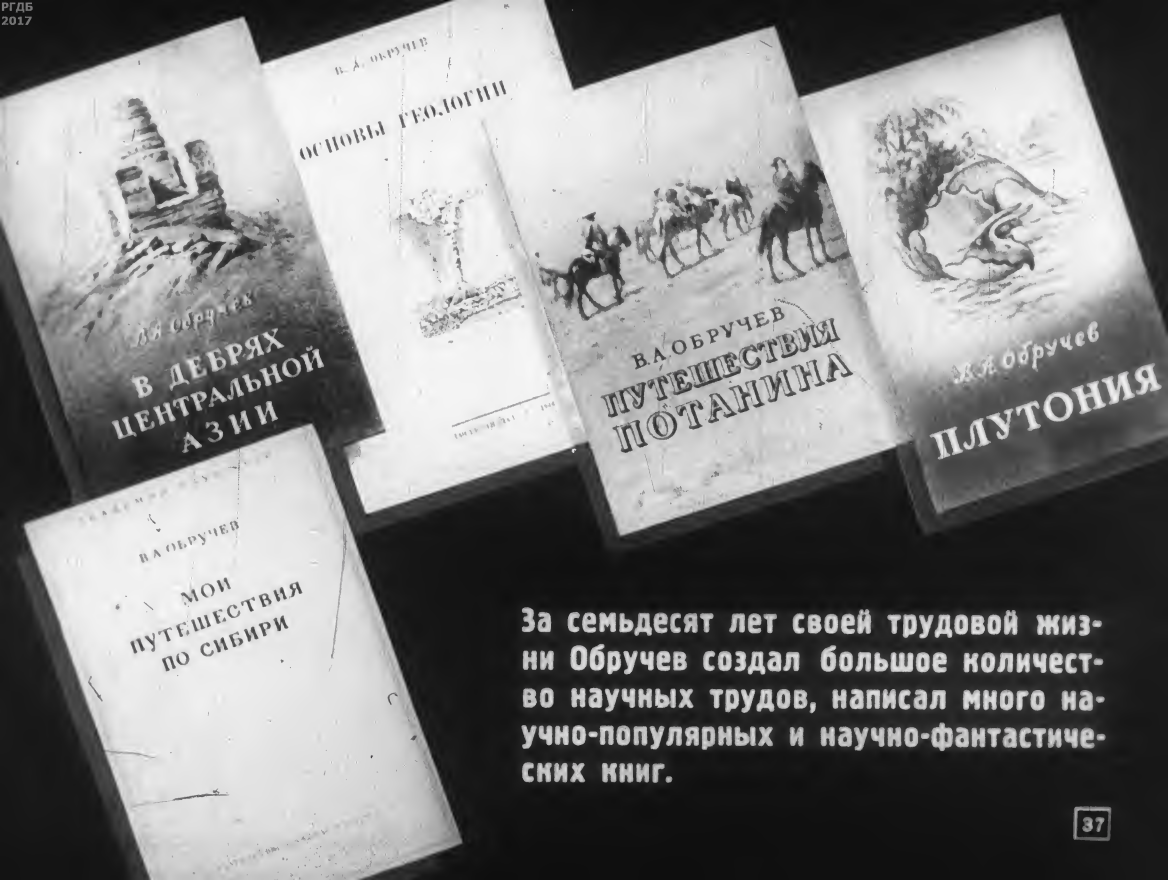 РГДБ
2017
В. А. ОБРУЧЕВ
ОСНОВЫ ГЕОЛОГИИ
В А Обручев
В ДЕБРЯХ
ЦЕНТРАЛЬНОЙ
АЗИИ
В.А ОБРУЧЕВ
ПУТЕШЕСТВИЯ
ПОТАНИНА
В А Обручев
ПЛУТОНИЯ
АКАДЕМИЯ
В.А ОБРУЧЕВ
МОИ
ПУТЕШЕСТВИЯ
ПО СИБИРИ
За семьдесят лет своей трудовой жиз-
ни Обручев создал большое количест-
во научных трудов, написал много на-
учно-популярных и научно-фантастиче-
ских книг.
37